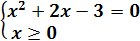 x² + 2x − 3 = 0
x ≥ 0